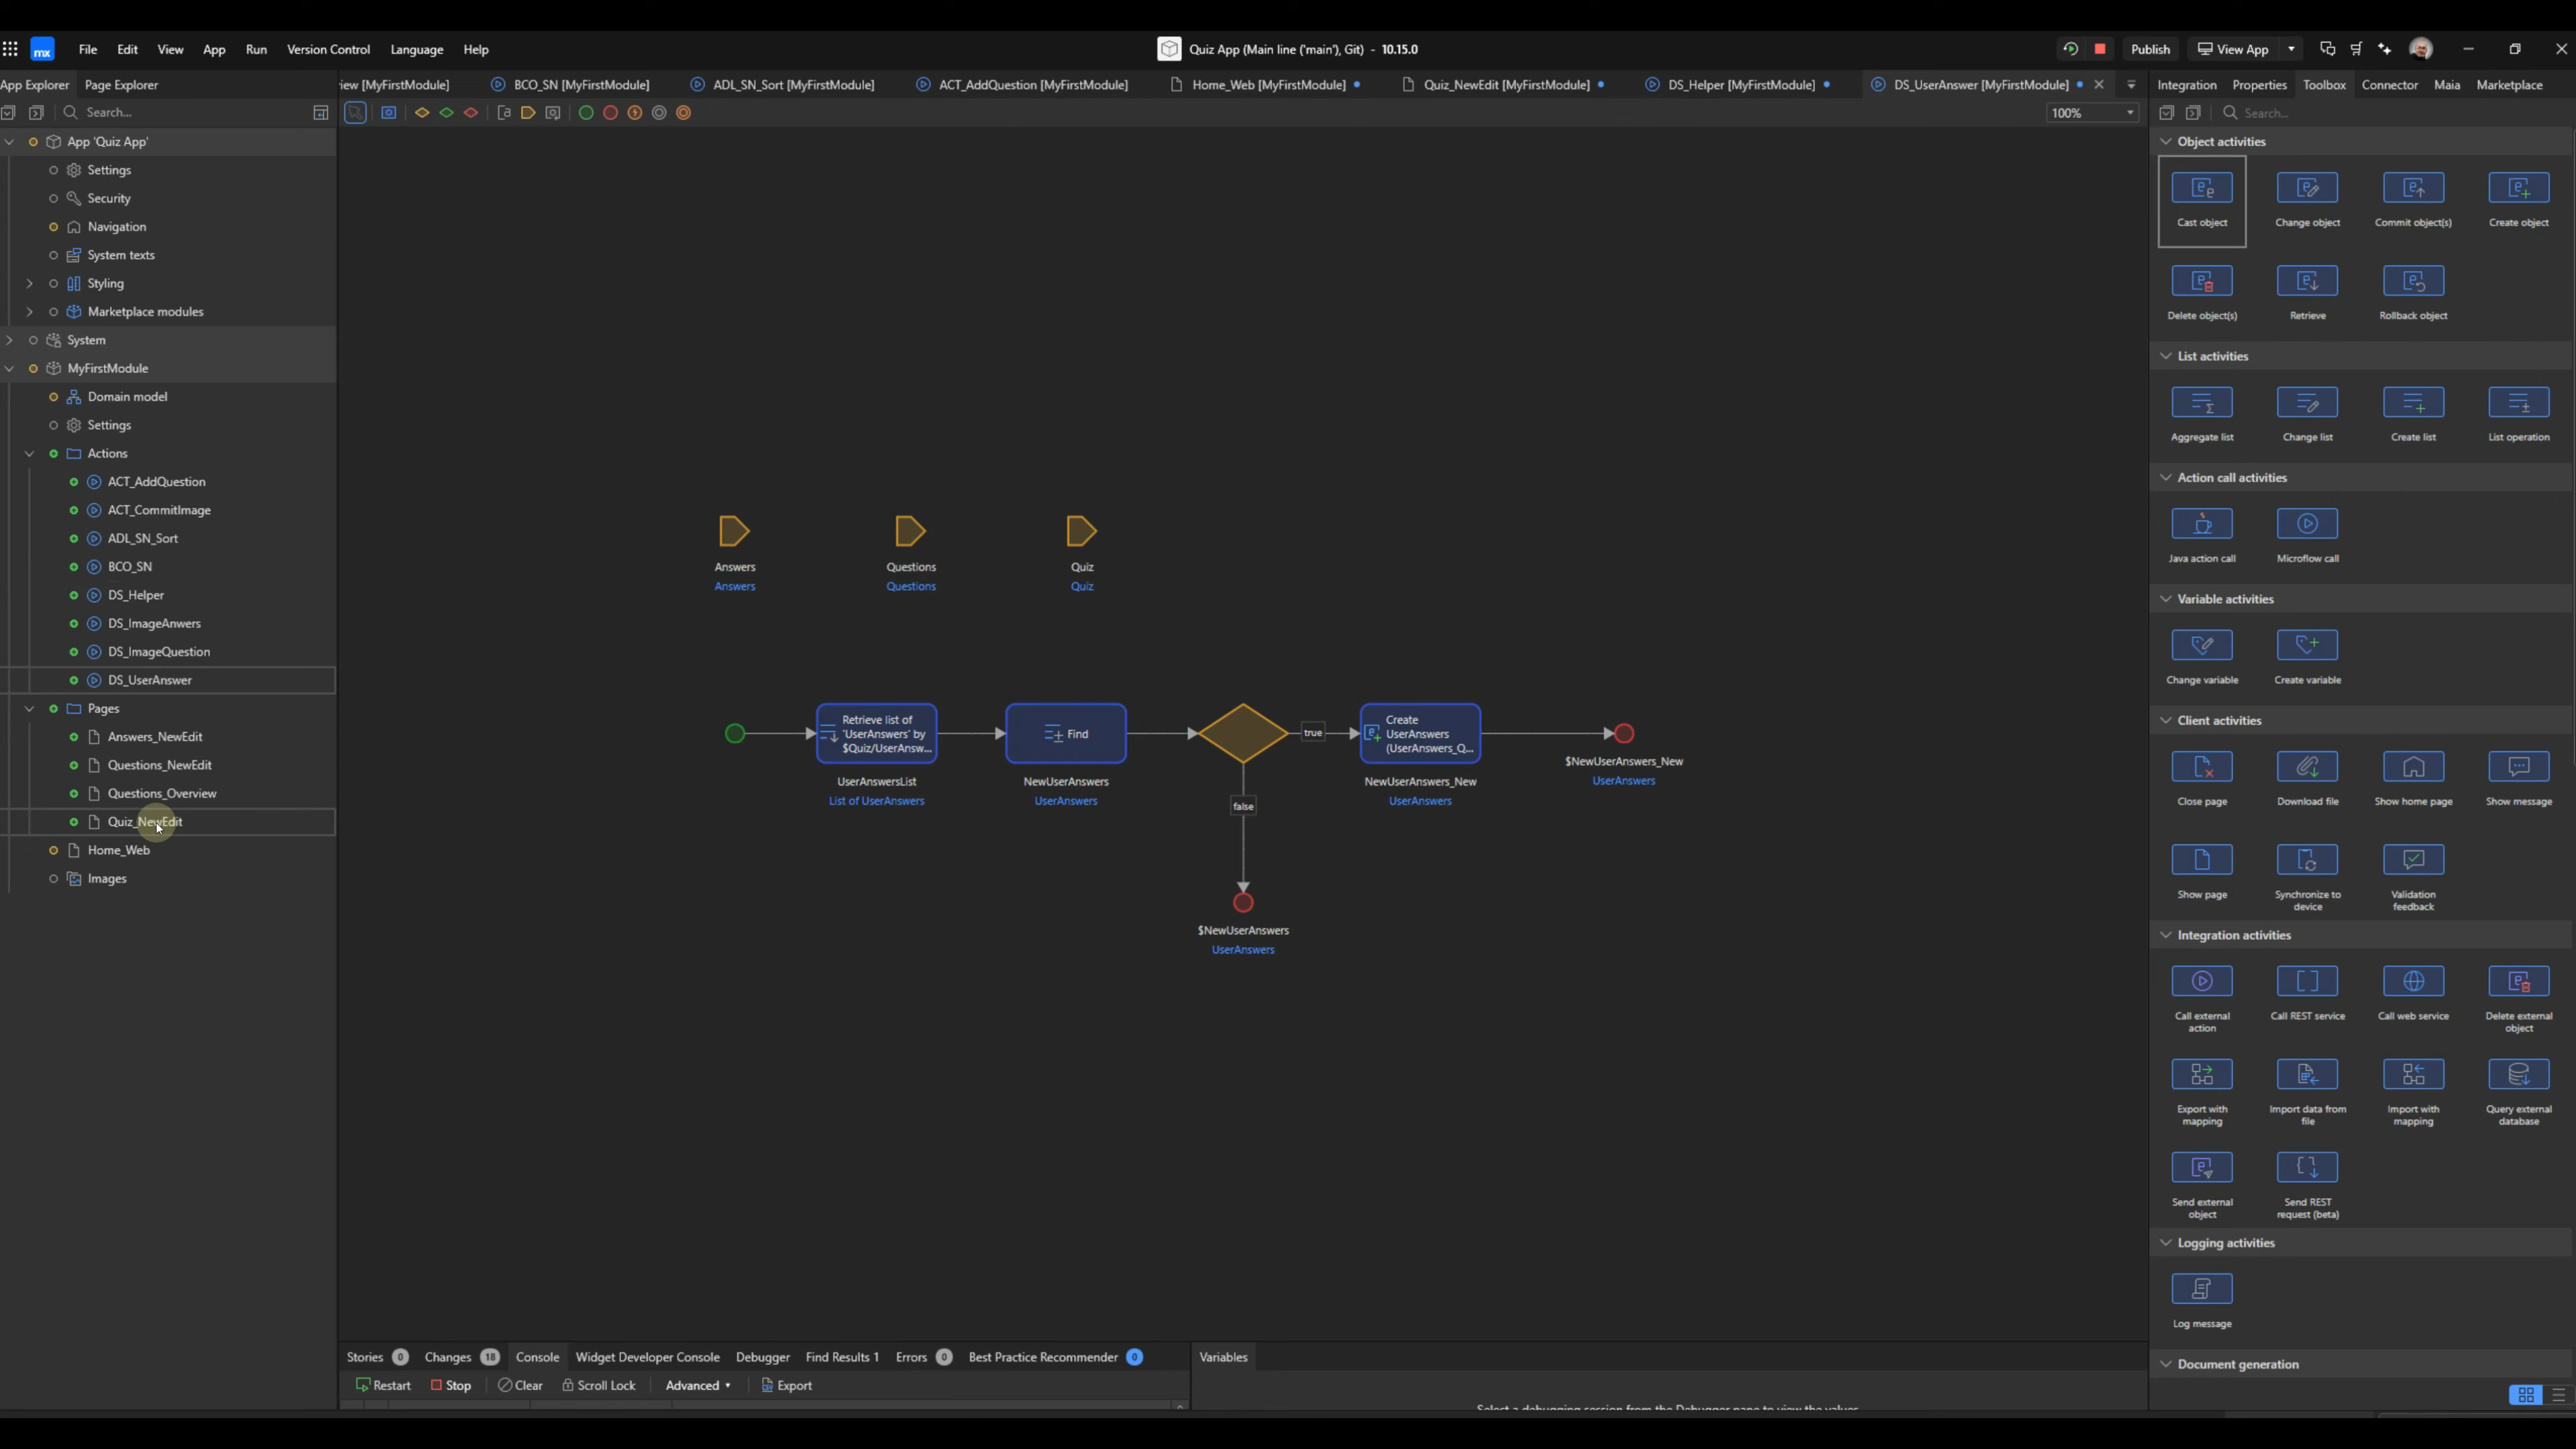 mx
File Edit View App Run Version Control Language Help
Quiz App (Main line ('main'), Git) - 10.15.0
Publish
View App
App Explorer
Page Explorer
iew [MyFirstModule]
BCO_SN [MyFirstModule]
ADL_SN_Sort [MyFirstModule]
ACT_AddQuestion [MyFirstModule]
Home_Web [MyFirstModule]
Quiz_NewEdit [MyFirstModule]
DS_Helper [MyFirstModule]
DS_UserAnswer [MyFirstModule]
Integration Properties Toolbox Connector Maia Marketplace
Search...
100%
Search...
App 'Quiz App'
Settings
Security
Navigation
System texts
Styling
Marketplace modules
System
MyFirstModule
Domain model
Settings
Actions
ACT_AddQuestion
ACT_CommitImage
ADL_SN_Sort
BCO_SN
DS_Helper
DS_ImageAnwers
DS_ImageQuestion
DS_UserAnswer
Pages
Answers_NewEdit
Questions_NewEdit
Questions_Overview
Quiz_NewEdit
Home_Web
Images
Answers
Answers
Questions
Questions
Quiz
Quiz
Retrieve list of
'UserAnswers' by
$Quiz/UserAnsw...
UserAnswersList
List of UserAnswers
Find
NewUserAnswers
UserAnswers
true
false
Create
UserAnswers
(UserAnswers_Q...
NewUserAnswers_New
UserAnswers
$NewUserAnswers_New
UserAnswers
$NewUserAnswers
UserAnswers
Object activities
Cast object
Change object
Commit object(s)
Create object
Delete object(s)
Retrieve
Rollback object
List activities
Aggregate list
Change list
Create list
List operation
Action call activities
Java action call
Microflow call
Variable activities
Change variable
Create variable
Client activities
Close page
Download file
Show home page
Show message
Show page
Synchronize to
device
Validation
feedback
Integration activities
Call external
action
Call REST service
Call web service
Delete external
object
Export with
mapping
Import data from
file
Import with
mapping
Query external
database
Send external
object
Send REST
request (beta)
Logging activities
Log message
Document generation
Stories 0
Changes 18
Console
Widget Developer Console
Debugger
Find Results 1
Errors 0
Best Practice Recommender 0
Variables
Restart
Stop
Clear
Scroll Lock
Advanced
Export
Select a debugging session from the Debugger pane to view the values